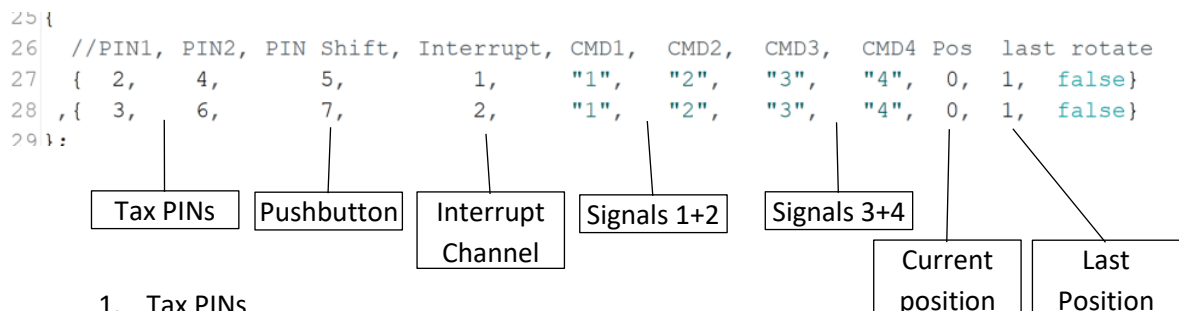 25 {
26 //PIN1, PIN2, PIN Shift, Interrupt, CMD1, CMD2, CMD3, CMD4 Pos last rotate
27 { 2, 4, 5, 1, "1", "2", "3", "4", 0, 1, false}
28 ,{ 3, 6, 7, 2, "1", "2", "3", "4", 0, 1, false}
29 };
Tax PINs
Pushbutton
Interrupt
Channel
Signals 1+2
Signals 3+4
Current
position
Last
Position
1. Tax PINs